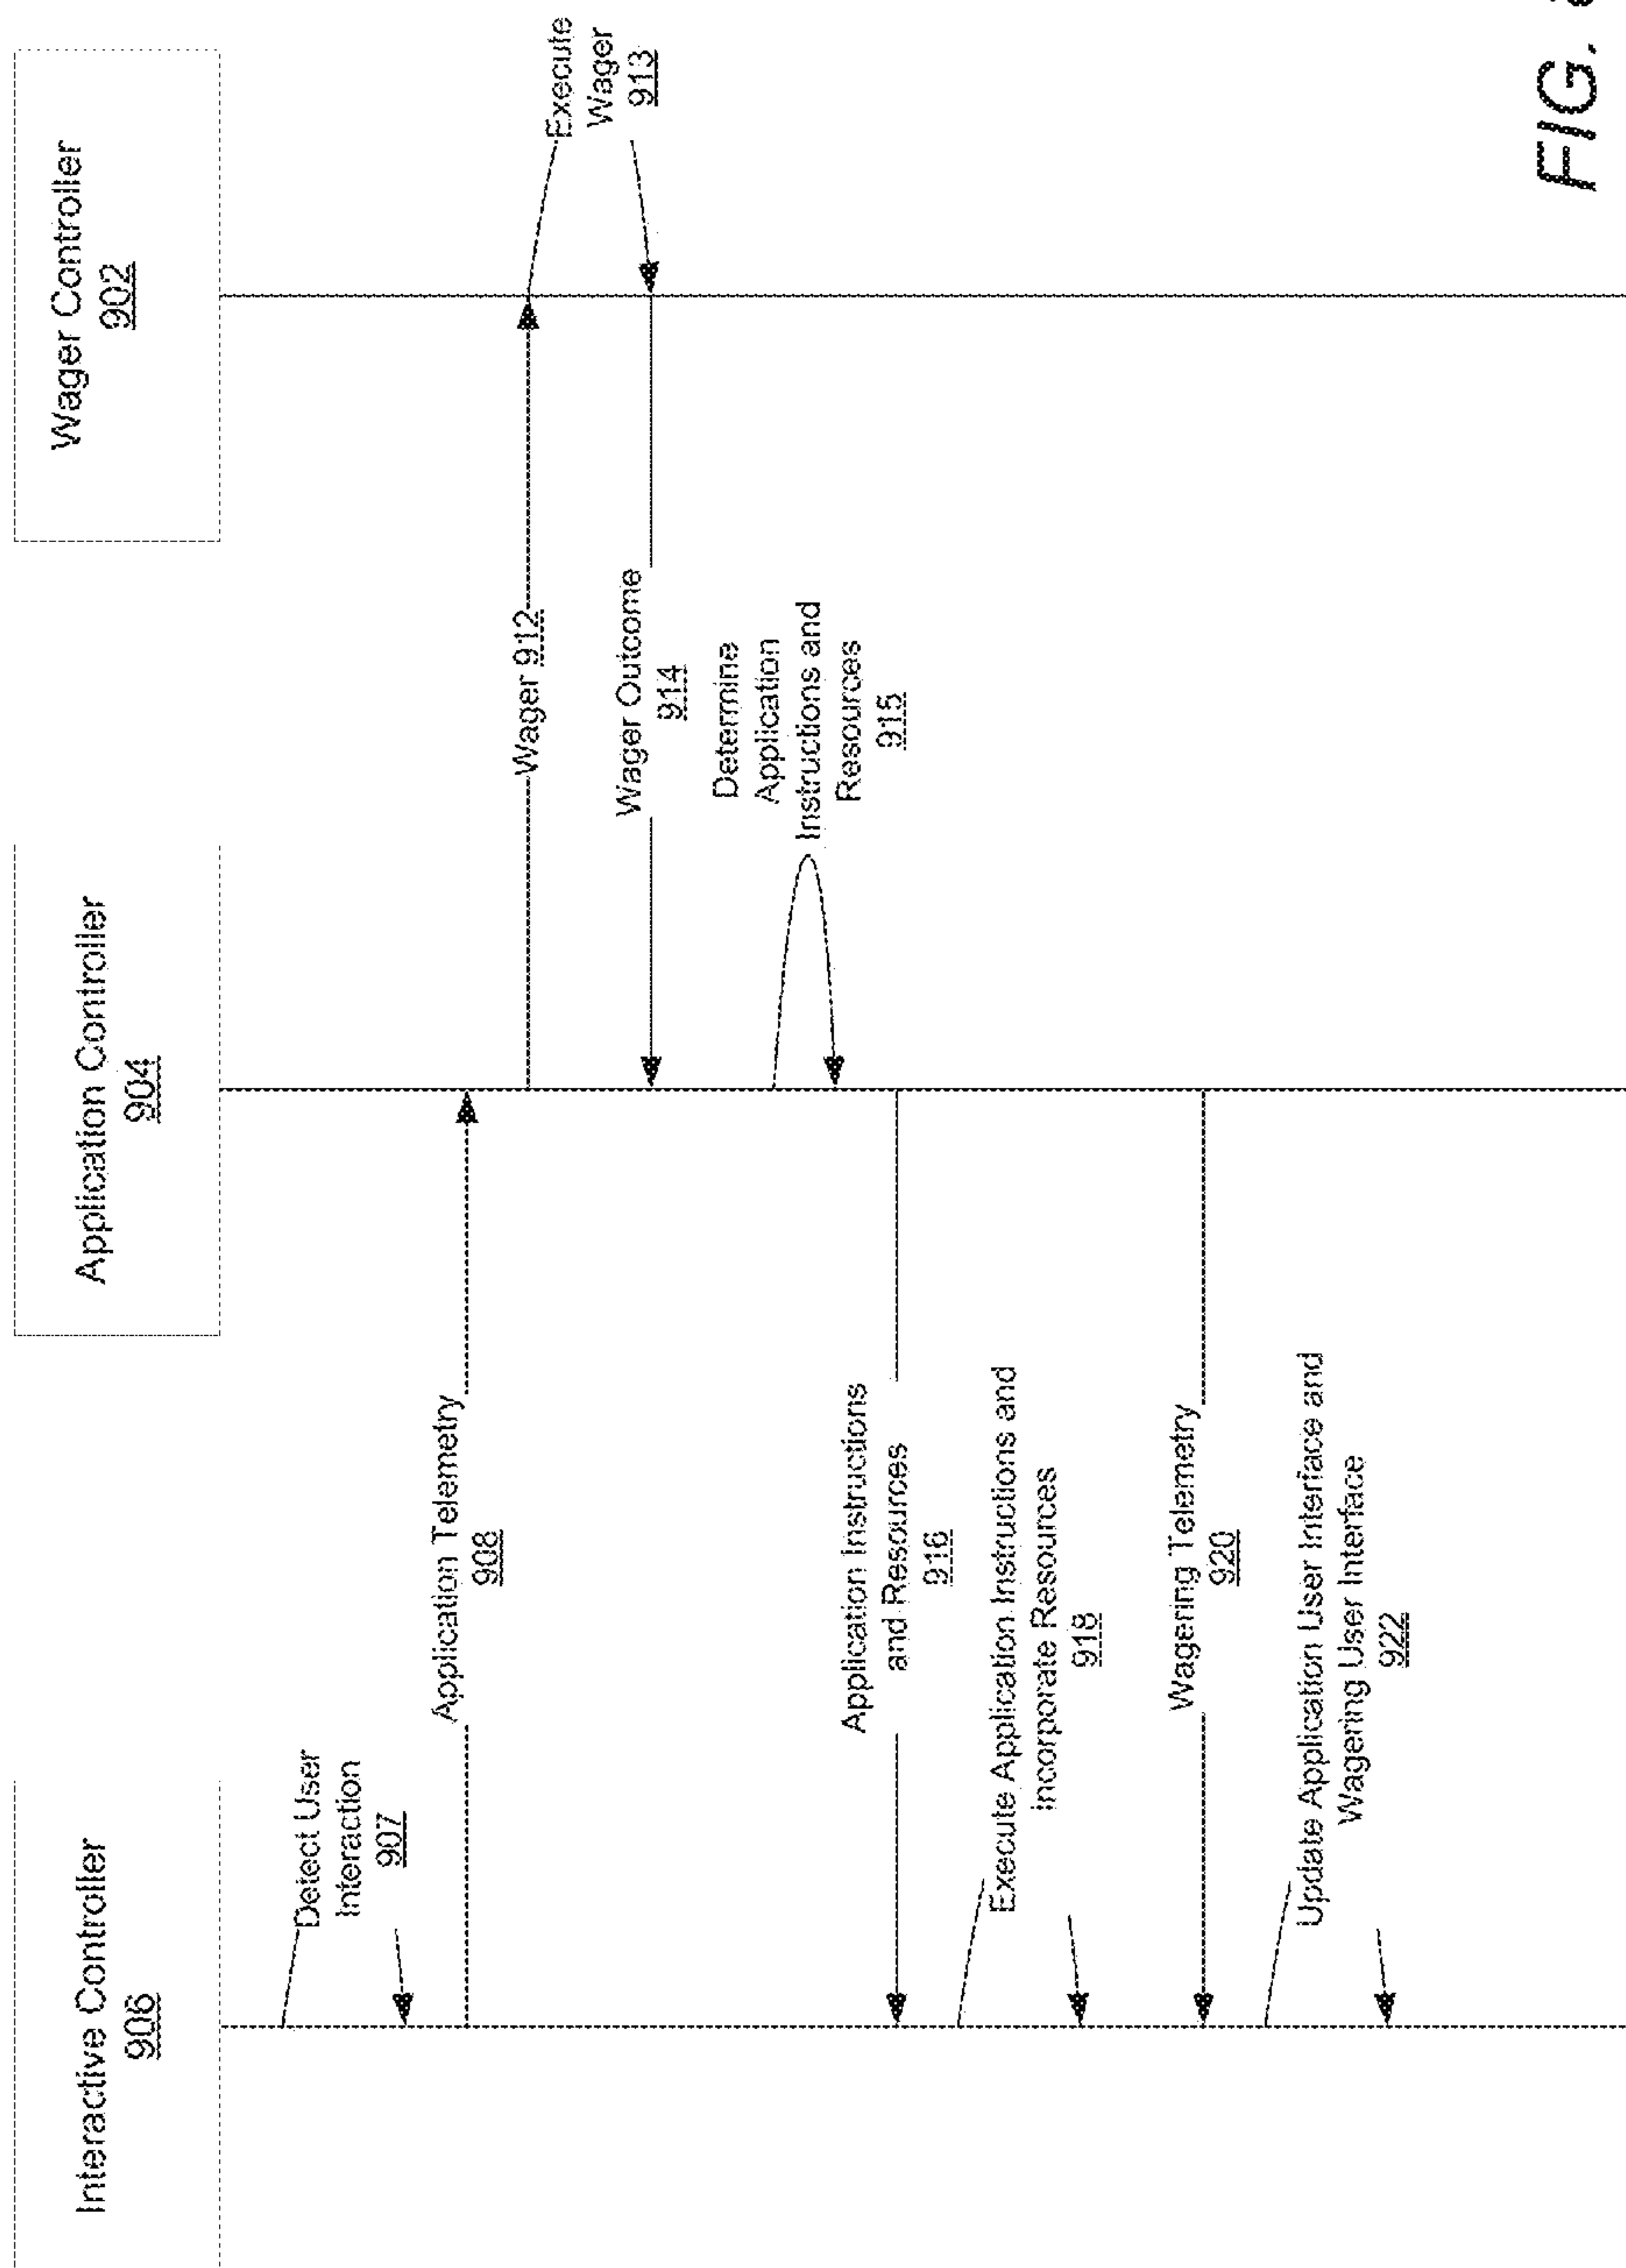 Interactive Controller
906
Application Controller
904
Wager Controller
902
Detect User
Interaction
907
Application Telemetry
908
Wager 912
Execute
Wager
913
Wager Outcome
914
Determine
Application
Instructions and
Resources
915
Application Instructions
and Resources
916
Execute Application Instructions and
Incorporate Resources
918
Wagering Telemetry
920
Update Application User Interface and
Wagering User Interface
922
FIG.